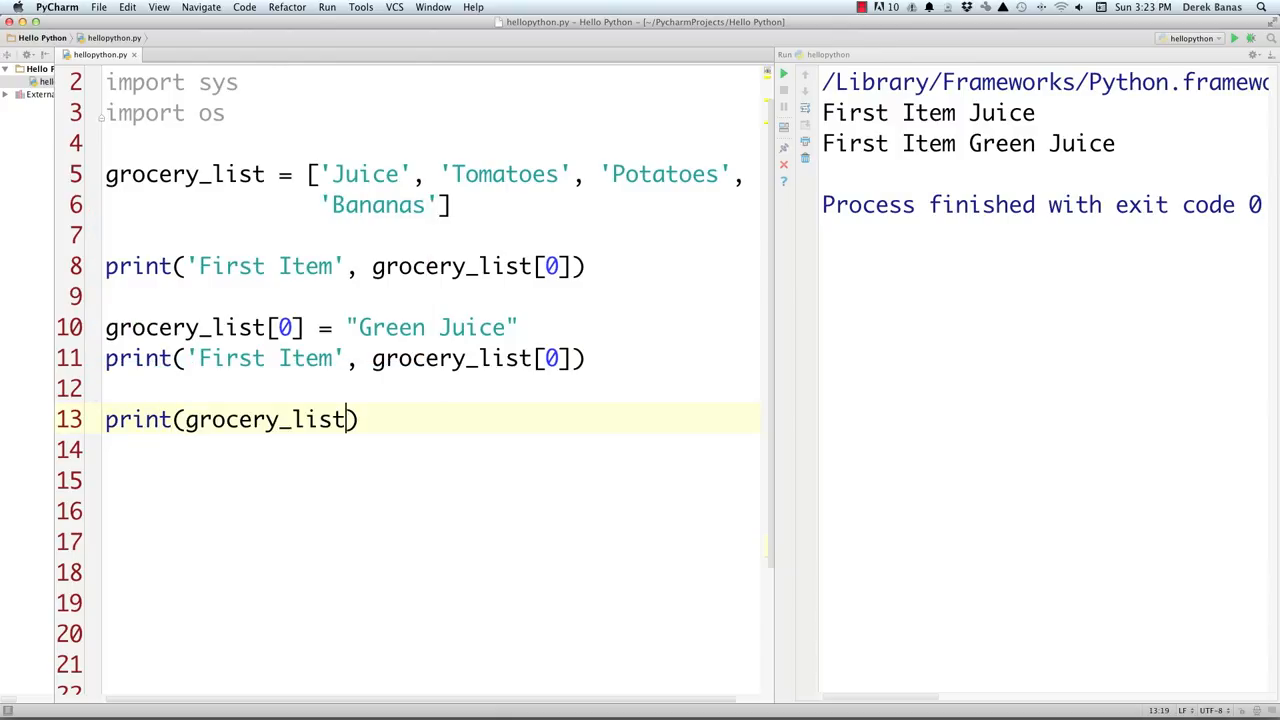 PyCharm File Edit View Navigate Code Refactor Run Tools VCS Window Help 10 Sun 3:23 PM Derek Banas
hellopython.py - Hello Python - [~/PycharmProjects/Hello Python]
Hello Python hellopython.py hellopython
hellopython.py
Run hellopython
Hello P
hell
Externa
2 import sys
3 import os
4
5 grocery_list = ['Juice', 'Tomatoes', 'Potatoes',
6 'Bananas']
7
8 print('First Item', grocery_list[0])
9
10 grocery_list[0] = "Green Juice"
11 print('First Item', grocery_list[0])
12
13 print(grocery_list)
14
15
16
17
18
19
20
21
22
/Library/Frameworks/Python.framewo
First Item Juice
First Item Green Juice
Process finished with exit code 0
13:19 LF UTF-8